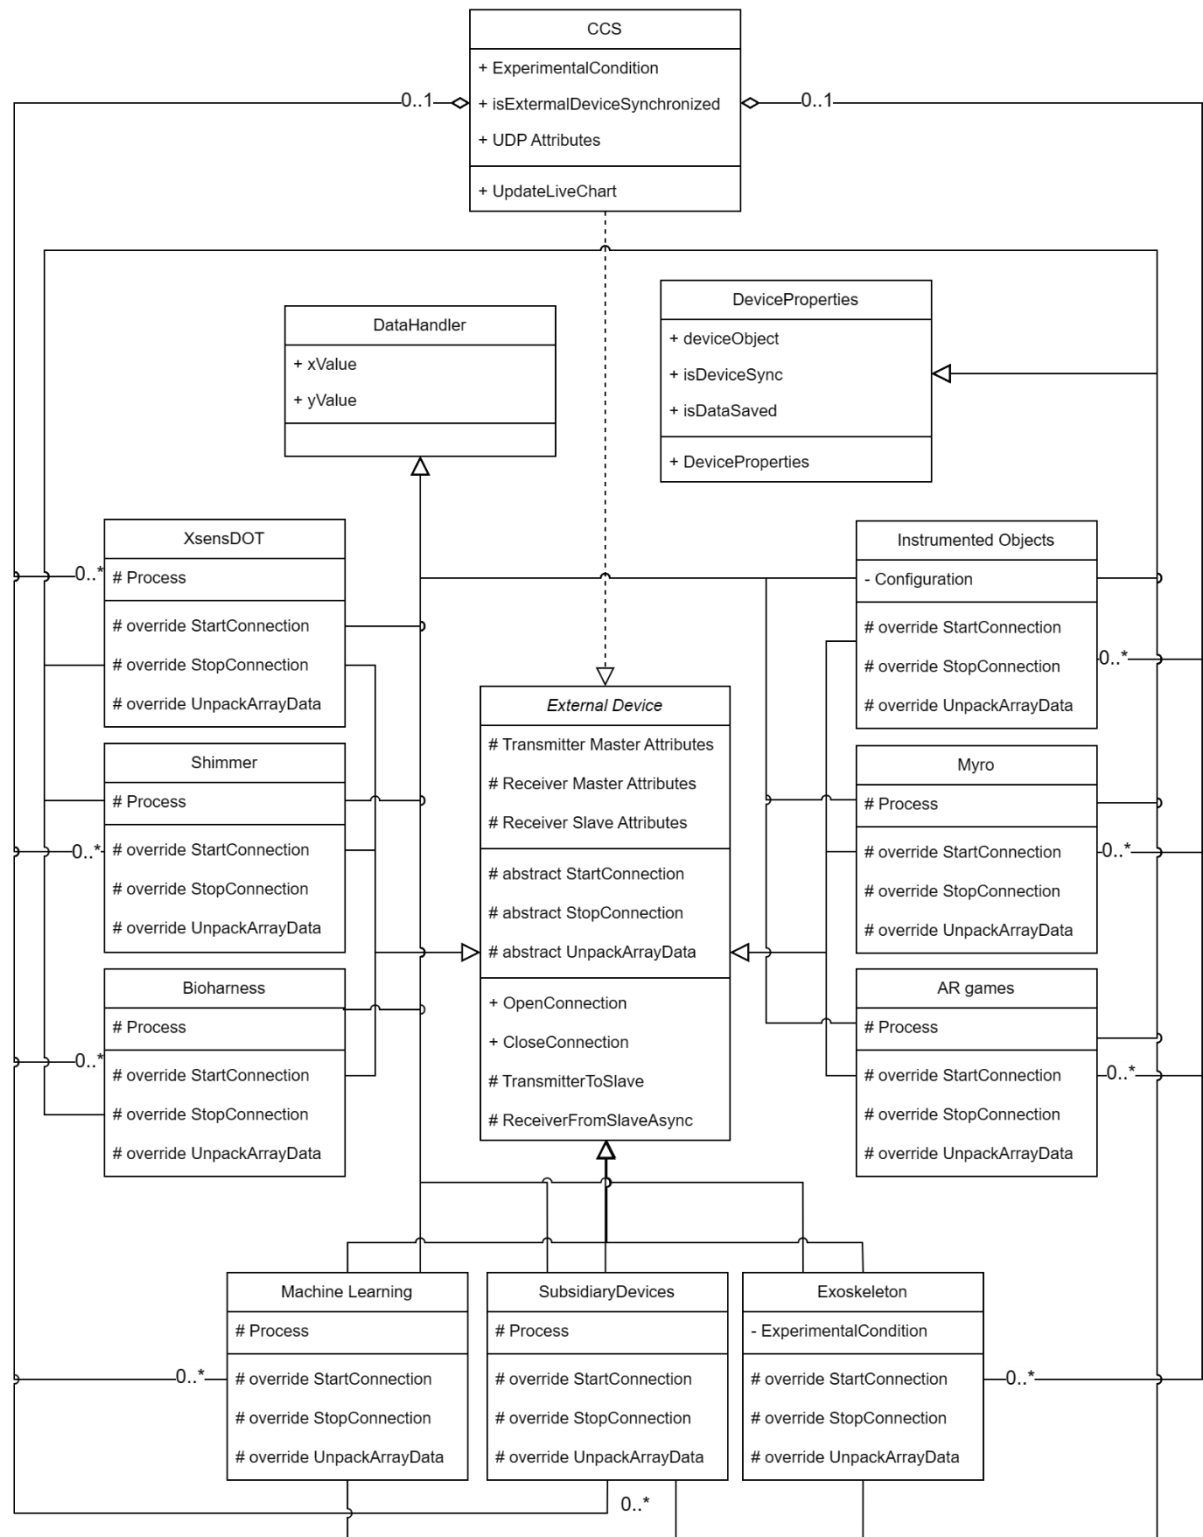 CCS
+ ExperimentalCondition
+ isExtermalDeviceSynchronized
+ UDP Attributes
+ UpdateLiveChart
0..1
0..1
DataHandler
+ xValue
+ yValue
DeviceProperties
+ deviceObject
+ isDeviceSync
+ isDataSaved
+ DeviceProperties
XsensDOT
# Process
# override StartConnection
# override StopConnection
# override UnpackArrayData
0..*
Shimmer
# Process
# override StartConnection
# override StopConnection
# override UnpackArrayData
0..*
Bioharness
# Process
# override StartConnection
# override StopConnection
# override UnpackArrayData
0..*
External Device
# Transmitter Master Attributes
# Receiver Master Attributes
# Receiver Slave Attributes
# abstract StartConnection
# abstract StopConnection
# abstract UnpackArrayData
+ OpenConnection
+ CloseConnection
# TransmitterToSlave
# ReceiverFromSlaveAsync
Instrumented Objects
- Configuration
# override StartConnection
# override StopConnection
# override UnpackArrayData
0..*
Myro
# Process
# override StartConnection
# override StopConnection
# override UnpackArrayData
0..*
AR games
# Process
# override StartConnection
# override StopConnection
# override UnpackArrayData
0..*
Machine Learning
# Process
# override StartConnection
# override StopConnection
# override UnpackArrayData
0..*
SubsidiaryDevices
# Process
# override StartConnection
# override StopConnection
# override UnpackArrayData
0..*
Exoskeleton
- ExperimentalCondition
# override StartConnection
# override StopConnection
# override UnpackArrayData
0..*